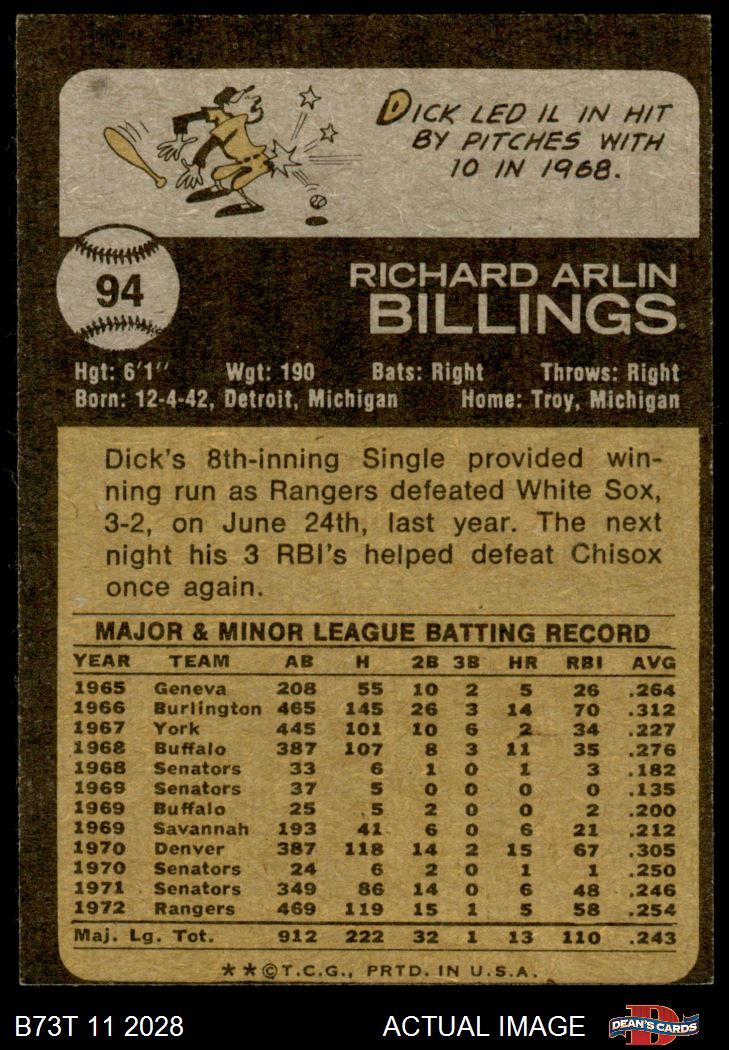 DICK LED IL IN HIT
BY PITCHES WITH
10 IN 1968.
94
RICHARD ARLIN
BILLINGS
Hgt: 6'1" Wgt: 190 Bats: Right Throws: Right
Born: 12-4-42, Detroit, Michigan Home: Troy, Michigan
Dick's 8th-inning Single provided win-
ning run as Rangers defeated White Sox,
3-2, on June 24th, last year. The next
night his 3 RBI's helped defeat Chisox
once again.
MAJOR & MINOR LEAGUE BATTING RECORD
YEAR TEAM AB H 2B 3B HR RBI AVG
1965 Geneva 208 55 10 2 5 26 .264
1966 Burlington 465 145 26 3 14 70 .312
1967 York 445 101 10 6 2 34 .227
1968 Buffalo 387 107 8 3 11 35 .276
1968 Senators 33 6 1 0 1 3 .182
1969 Senators 37 5 0 0 0 0 .135
1969 Buffalo 25 5 2 0 0 2 .200
1969 Savannah 193 41 6 0 6 21 .212
1970 Denver 387 118 14 2 15 67 .305
1970 Senators 24 6 2 0 1 1 .250
1971 Senators 349 86 14 0 6 48 .246
1972 Rangers 469 119 15 1 5 58 .254
Maj. Lg. Tot. 912 222 32 1 13 110 .243
**©T.C.G., PRTD. IN U.S.A.
B73T 11 2028 ACTUAL IMAGE D DEAN'S CARDS